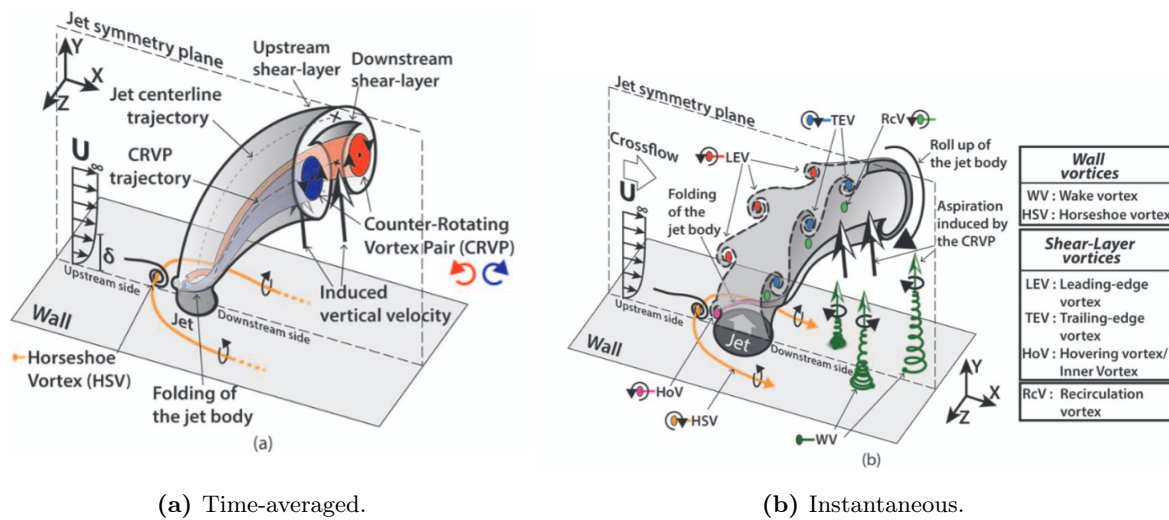 Jet symmetry plane
Y
X
Z
Upstream
shear-layer
Downstream
shear-layer
Jet centerline
trajectory
U
∞
CRVP
trajectory
δ
Counter-Rotating
Vortex Pair (CRVP)
Upstream side
Induced
vertical velocity
Wall
Jet
Downstream side
Horseshoe
Vortex (HSV)
Folding of
the jet body
(a)
Jet symmetry plane
TEV
RcV
Crossflow
LEV
Roll up
of the jet body
U
∞
Folding
of the
jet body
Aspiration
induced by
the CRVP
Upstream side
Wall
Jet
Downstream side
HoV
HSV
WV
Y
X
Z
(b)
Wall
vortices
WV : Wake vortex
HSV : Horseshoe vortex
Shear-Layer
vortices
LEV : Leading-edge
vortex
TEV : Trailing-edge
vortex
HoV : Hovering vortex/
Inner Vortex
RcV : Recirculation
vortex
(a) Time-averaged.
(b) Instantaneous.